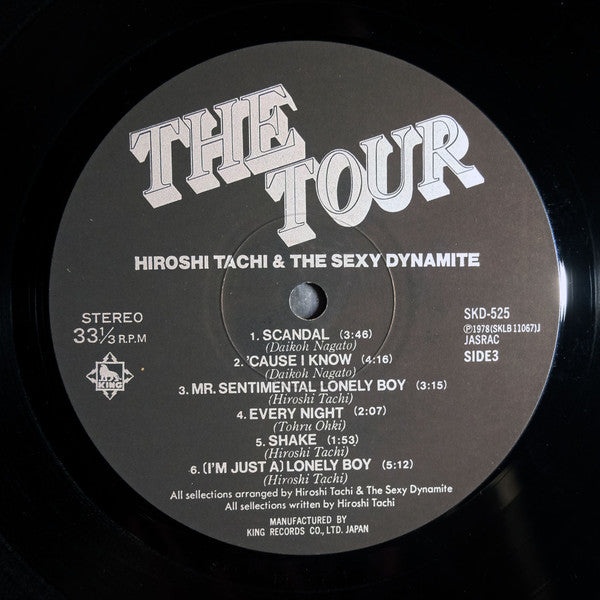 THE
TOUR
HIROSHI TACHI & THE SEXY DYNAMITE
STEREO
33⅓ R.P.M
KING
SKD-525
Ⓟ1978(SKLB 11067)J
JASRAC
SIDE3
1. SCANDAL (3:46)
(Daikoh Nagato)
2. 'CAUSE I KNOW (4:16)
(Daikoh Nagato)
3. MR. SENTIMENTAL LONELY BOY (3:15)
(Hiroshi Tachi)
4. EVERY NIGHT (2:07)
(Tohru Ohki)
5. SHAKE (1:53)
(Hiroshi Tachi)
6. (I'M JUST A) LONELY BOY (5:12)
(Hiroshi Tachi)
All sellections arranged by Hiroshi Tachi & The Sexy Dynamite
All sellections written by Hiroshi Tachi
MANUFACTURED BY
KING RECORDS CO., LTD. JAPAN